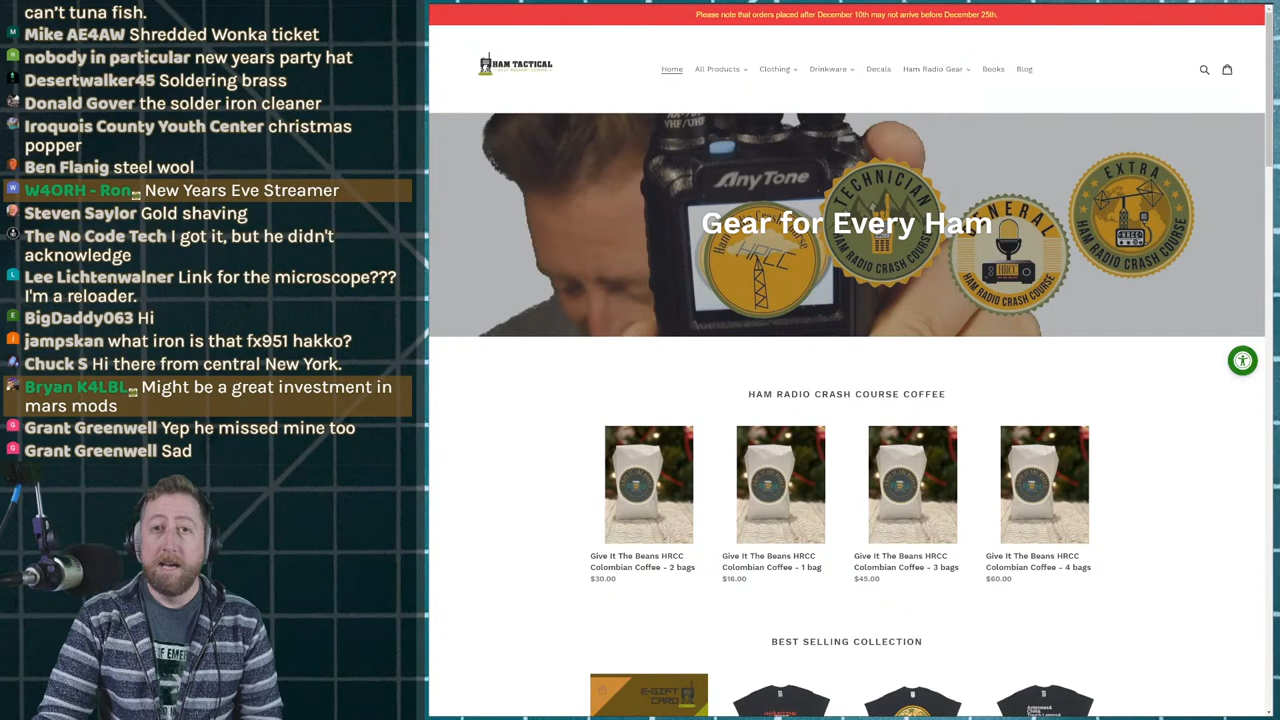 can't tuna fish.
Mike AE4AW Shredded Wonka ticket
nobody in particular new years party hat
Desertwalker45 Soldering brass
Donald Gover the solder iron cleaner
Iroquois County Youth Center christmas
popper
Ben Flanig steel wool
W4ORH - Ron New Years Eve Streamer
Steven Saylor Gold shaving
The No Code Tech I got it, but he didn't
acknowledge
Lee Lichtenwalner Link for the microscope???
I'm a reloader.
BigDaddy063 Hi
jampskan what iron is that fx951 hakko?
Chuck S Hi there from central New York.
Bryan K4LBL Might be a great investment in
mars mods
Grant Greenwell Yep he missed mine too
Grant Greenwell Sad
Please note that orders placed after December 10th may not arrive before December 25th.
HAM TACTICAL
Home All Products Clothing Drinkware Decals Ham Radio Gear Books Blog
VHF/UHF
AnyTone
Gear for Every Ham
HRCC
TECHNICIAN
HAM RADIO CRASH COURSE
GENERAL
HRCC
HAM RADIO CRASH COURSE
EXTRA
HRCC
HAM RADIO CRASH COURSE
HAM RADIO CRASH COURSE COFFEE
Give It The Beans HRCC
Colombian Coffee - 2 bags
$30.00
Give It The Beans HRCC
Colombian Coffee - 1 bag
$16.00
Give It The Beans HRCC
Colombian Coffee - 3 bags
$45.00
Give It The Beans HRCC
Colombian Coffee - 4 bags
$60.00
BEST SELLING COLLECTION
E-GIFT
CARD